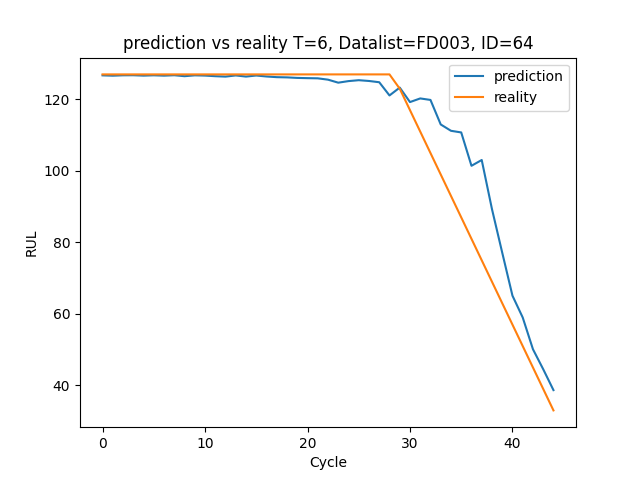 prediction vs reality T=6, Datalist=FD003, ID=64
prediction
reality
120
100
80
60
40
RUL
0 10 20 30 40
Cycle